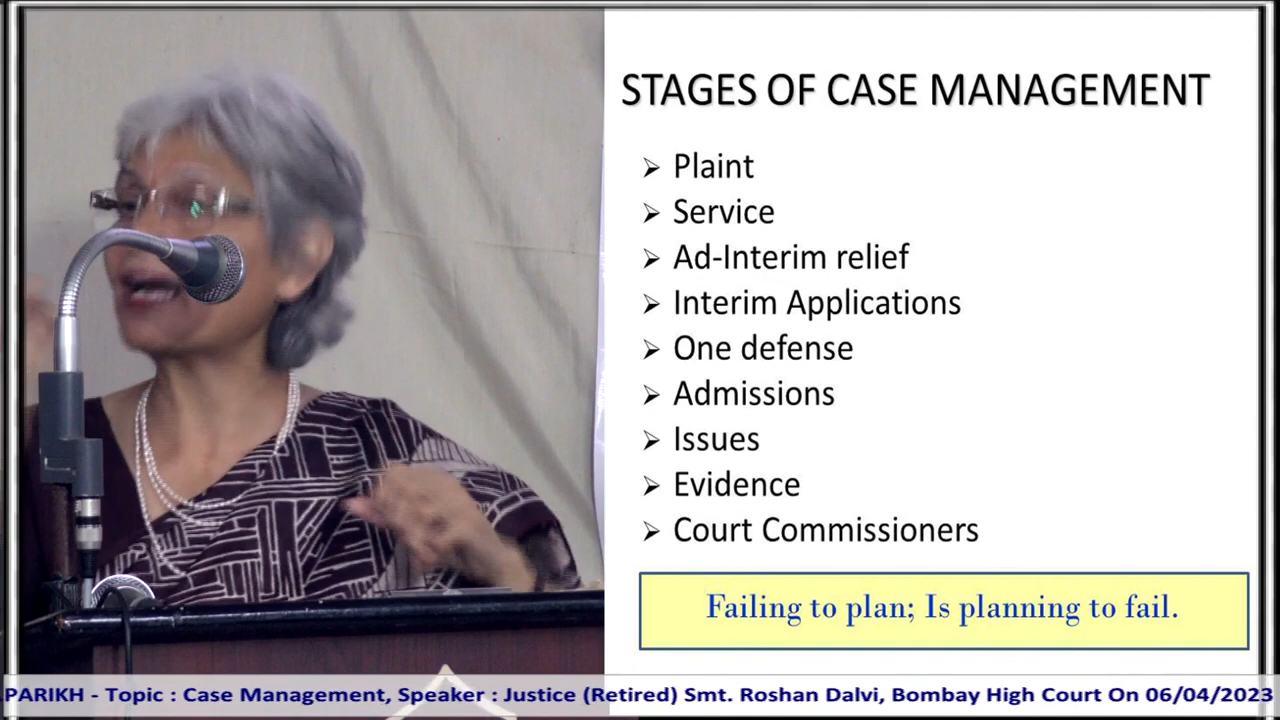 STAGES OF CASE MANAGEMENT
Plaint
Service
Ad-Interim relief
Interim Applications
One defense
Admissions
Issues
Evidence
Court Commissioners
Failing to plan; Is planning to fail.
PARIKH - Topic : Case Management, Speaker : Justice (Retired) Smt. Roshan Dalvi, Bombay High Court On 06/04/2023